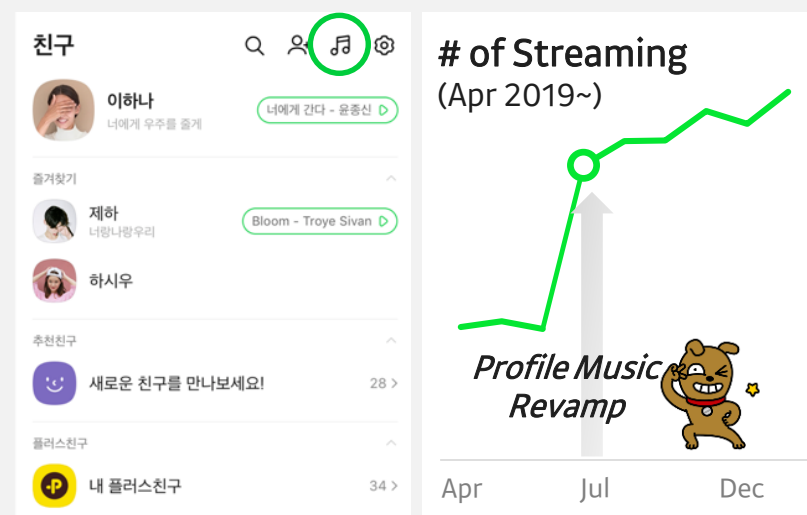 친구
이하나
너에게 우주를 줄게
너에게 간다 - 윤종신
즐겨찾기
제하
너랑나랑우리
Bloom - Troye Sivan
하시우
추천친구
새로운 친구를 만나보세요!
28
플러스친구
P
내 플러스친구
34
# of Streaming
(Apr 2019~)
Profile Music
Revamp
Apr
Jul
Dec